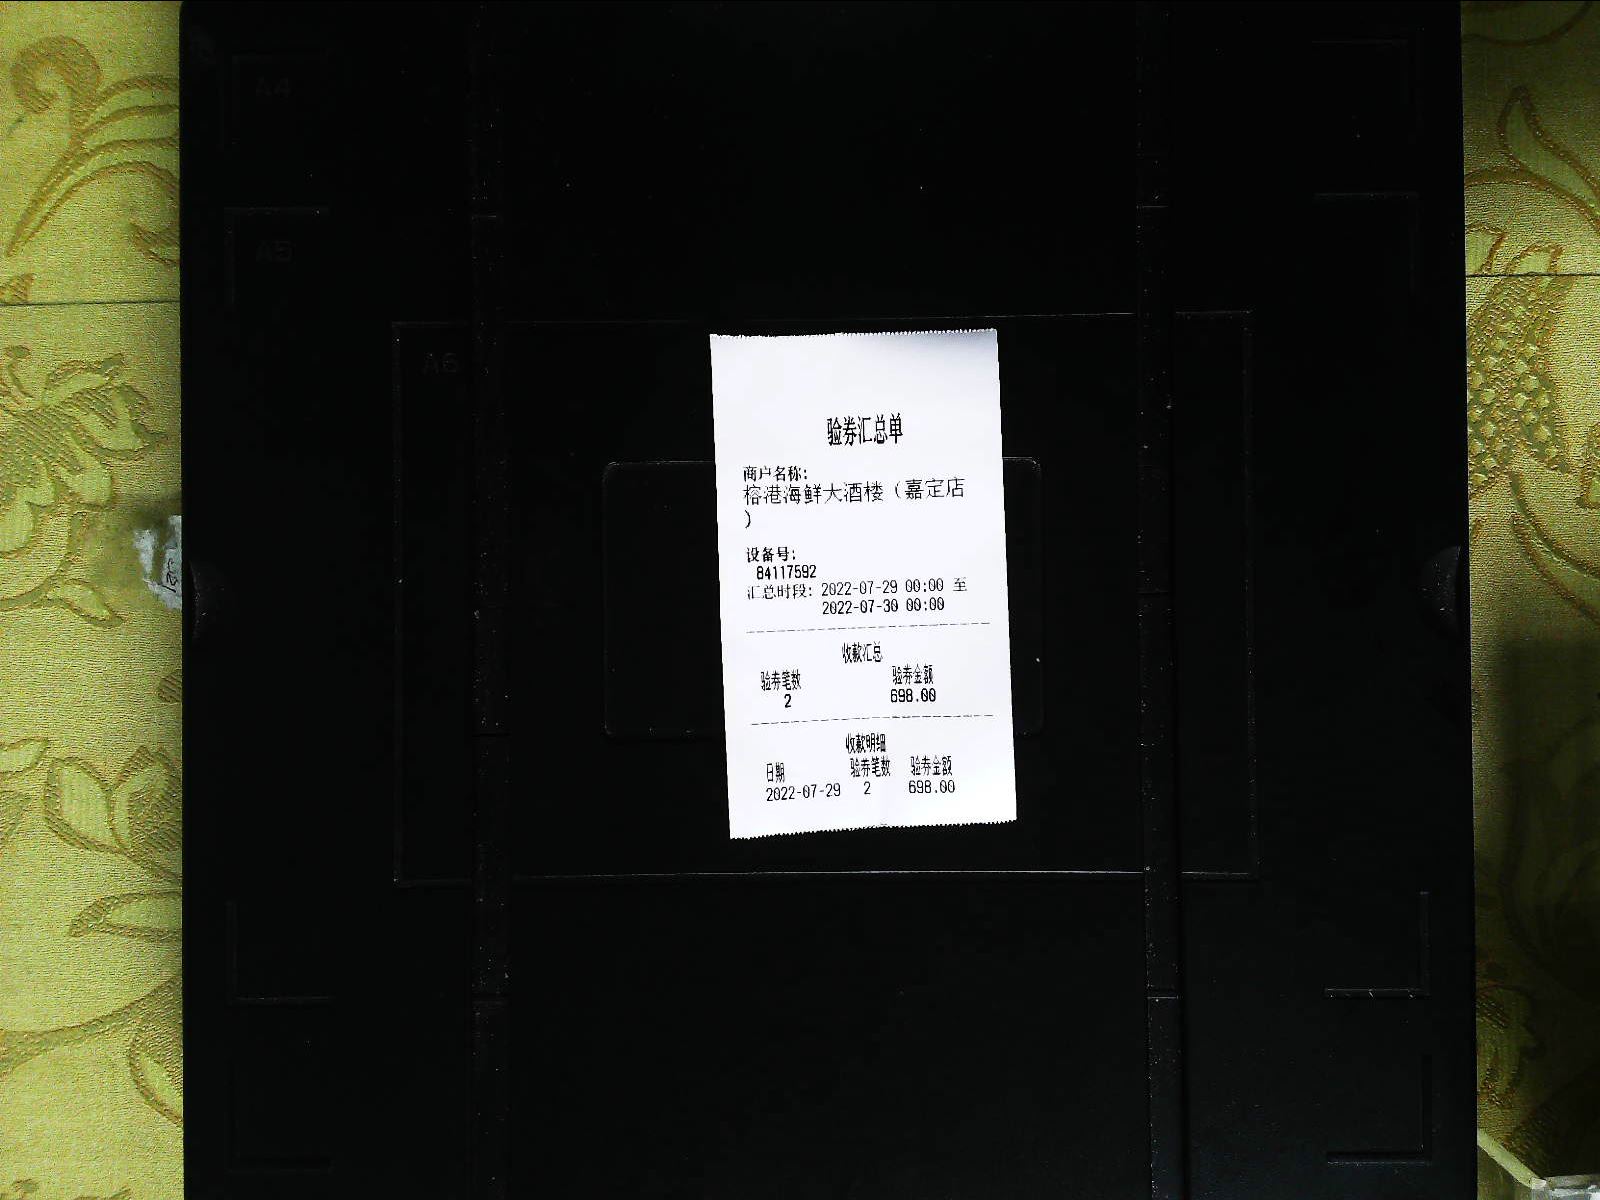 A4
A5
A6
验券汇总单
商户名称:
榕港海鲜大酒楼（嘉定店
）
设备号:
84117592
汇总时段: 2022-07-29 00:00 至
2022-07-30 00:00
收款汇总
验券笔数 验券金额
2 698.00
收款明细
日期 验券笔数 验券金额
2022-07-29 2 698.00